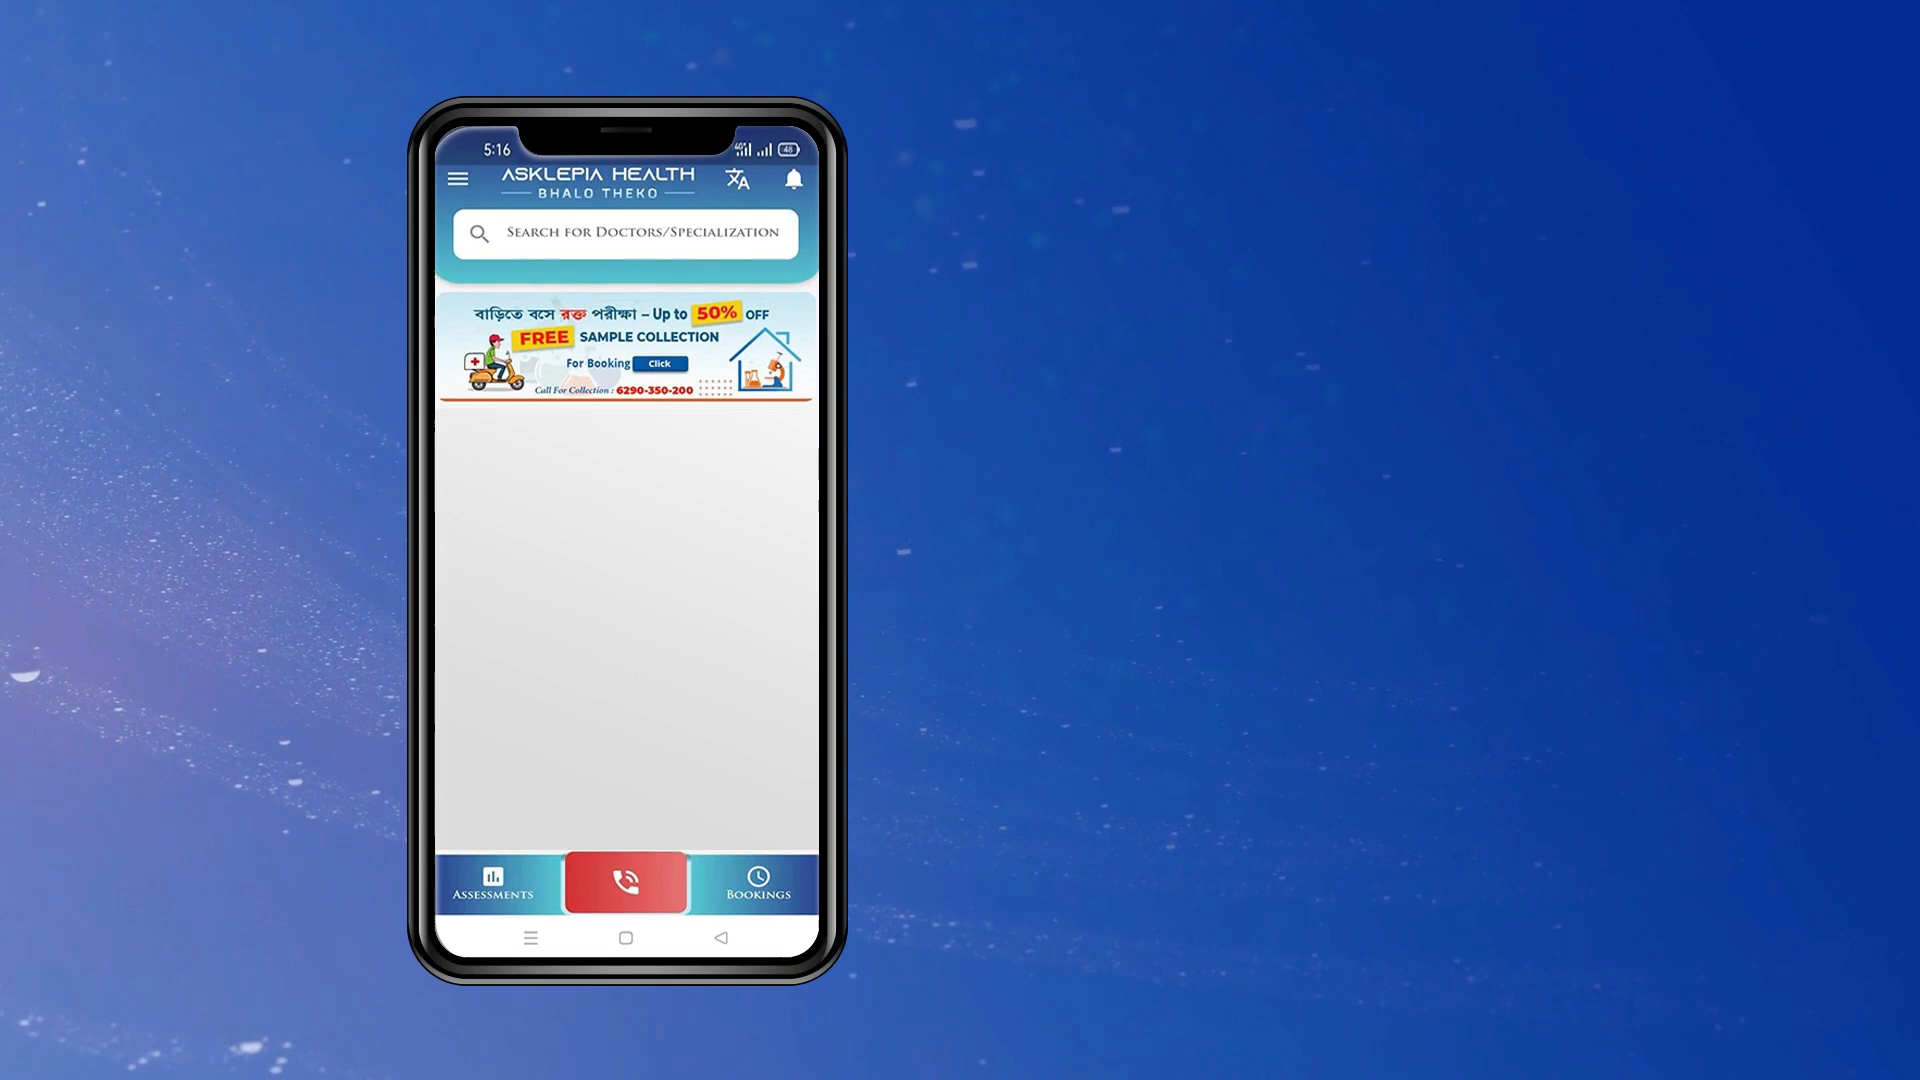 5:16
48
ASKLEPIA HEALTH
BHALO THEKO
SEARCH FOR DOCTORS/SPECIALIZATION
বাড়িতে বসে রক্ত পরীক্ষা – Up to 50% OFF
FREE SAMPLE COLLECTION
For Booking Click
Call For Collection : 6290-350-200
ASSESSMENTS
BOOKINGS